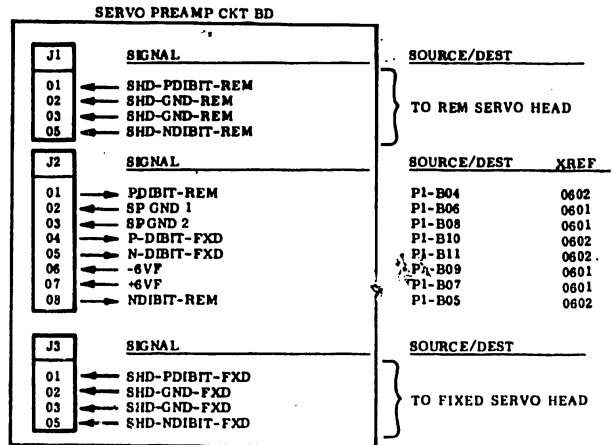 SERVO PREAMP CKT BD
J1 SIGNAL SOURCE/DEST
01 SHD-PDIBIT-REM
02 SHD-GND-REM
03 SHD-GND-REM
05 SHD-NDIBIT-REM
TO REM SERVO HEAD
J2 SIGNAL SOURCE/DEST XREF
01 PDIBIT-REM P1-B04 0602
02 SP GND 1 P1-B06 0601
03 SP GND 2 P1-B08 0601
04 P-DIBIT-FXD P1-B10 0602
05 N-DIBIT-FXD P1-B11 0602
06 -6VF P1-B09 0601
07 +6VF P1-B07 0601
08 NDIBIT-REM P1-B05 0602
J3 SIGNAL SOURCE/DEST
01 SHD-PDIBIT-FXD
02 SHD-GND-FXD
03 SHD-GND-FXD
05 SHD-NDIBIT-FXD
TO FIXED SERVO HEAD